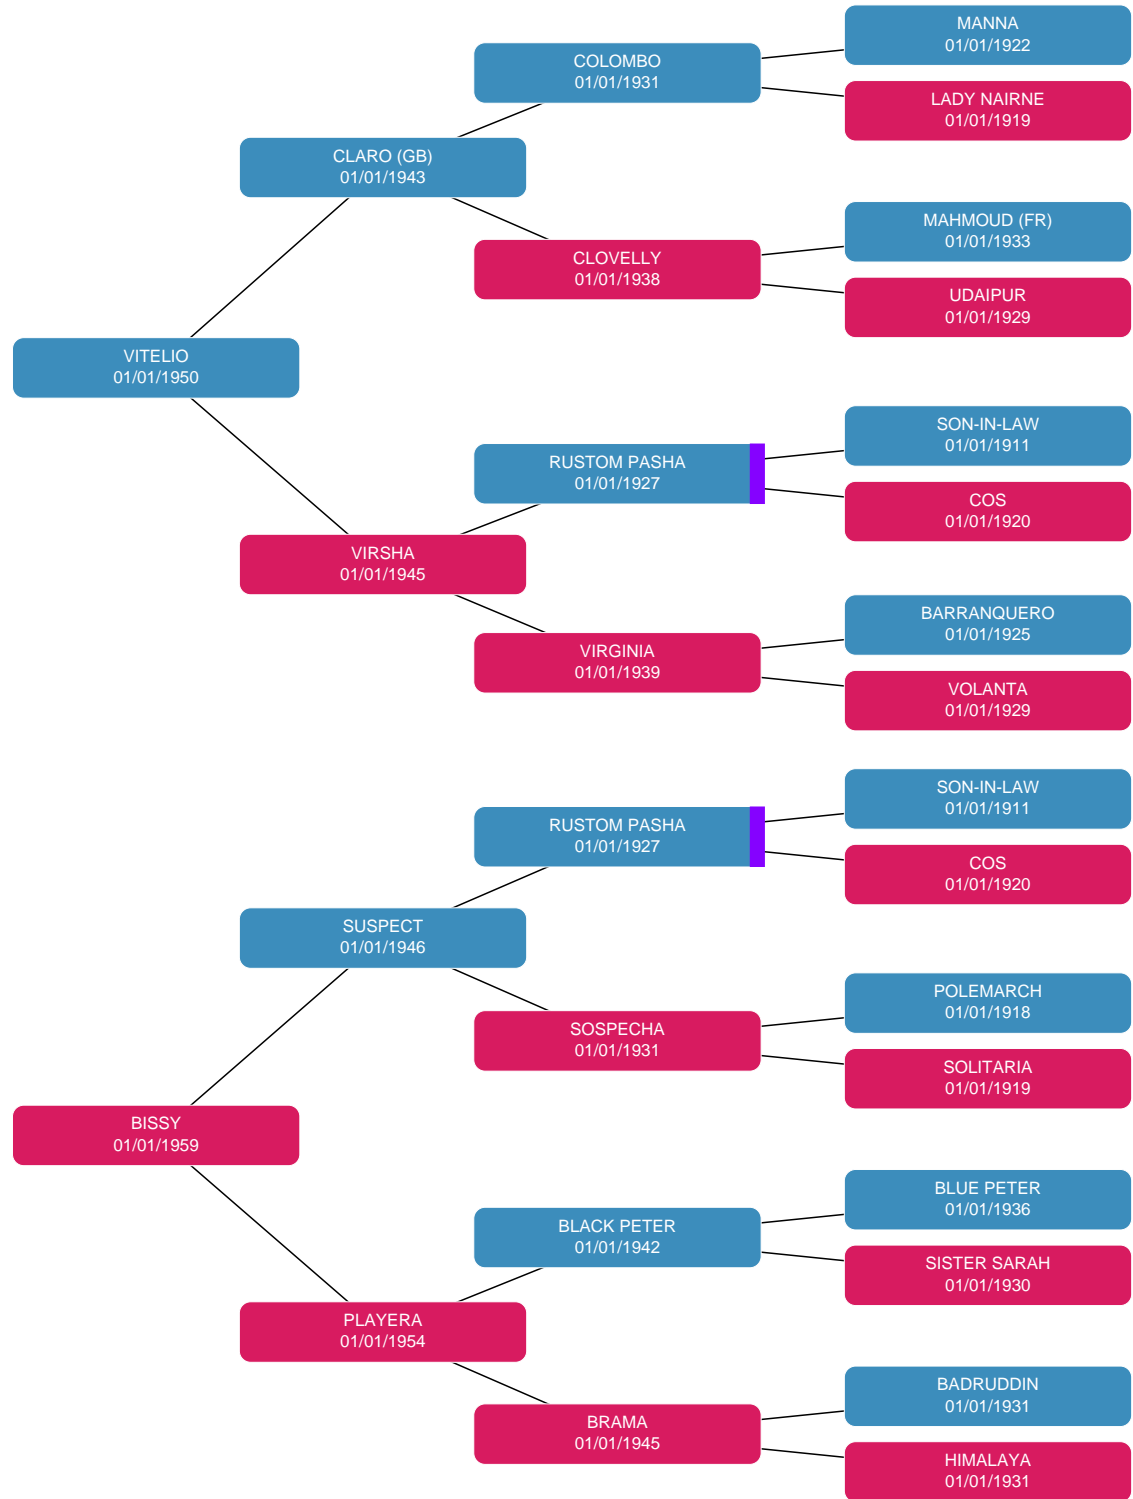 MANNA
01/01/1922
COLOMBO
01/01/1931
LADY NAIRNE
01/01/1919
CLARO (GB)
01/01/1943
MAHMOUD (FR)
01/01/1933
CLOVELLY
01/01/1938
UDAIPUR
01/01/1929
VITELIO
01/01/1950
SON-IN-LAW
01/01/1911
RUSTOM PASHA
01/01/1927
COS
01/01/1920
VIRSHA
01/01/1945
BARRANQUERO
01/01/1925
VIRGINIA
01/01/1939
VOLANTA
01/01/1929
SON-IN-LAW
01/01/1911
RUSTOM PASHA
01/01/1927
COS
01/01/1920
SUSPECT
01/01/1946
POLEMARCH
01/01/1918
SOSPECHA
01/01/1931
SOLITARIA
01/01/1919
BISSY
01/01/1959
BLUE PETER
01/01/1936
BLACK PETER
01/01/1942
SISTER SARAH
01/01/1930
PLAYERA
01/01/1954
BADRUDDIN
01/01/1931
BRAMA
01/01/1945
HIMALAYA
01/01/1931